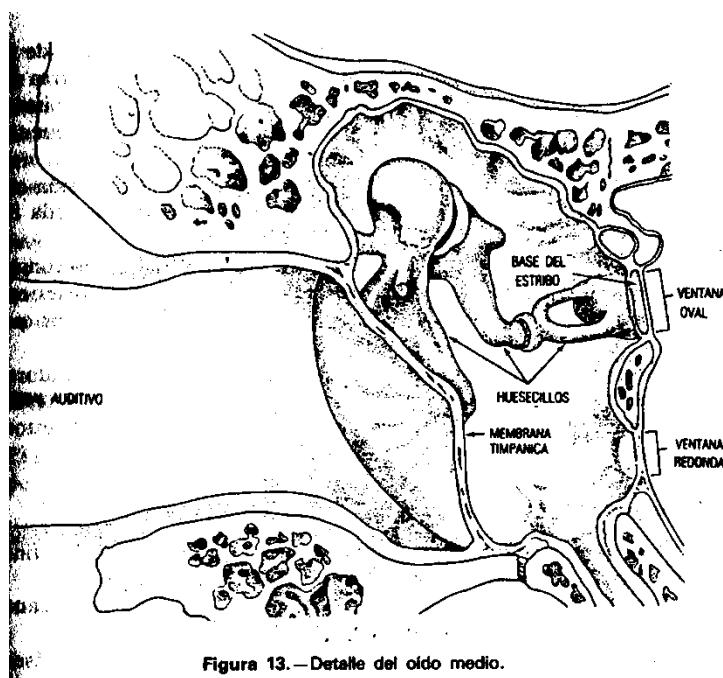 BASE DEL
ESTRIBO
VENTANA
OVAL
HUESECILLOS
AUDITIVO
MEMBRANA
TIMPANICA
VENTANA
REDONDA
Figura 13.—Detalle del oído medio.